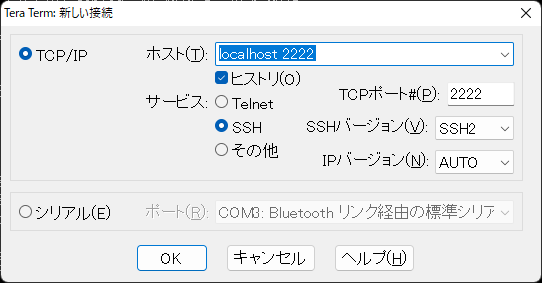 Tera Term: 新しい接続
TCP/IP
ホスト(T): localhost 2222
ヒストリ(O)
サービス: Telnet
TCPポート#(P): 2222
SSH
SSHバージョン(V): SSH2
その他
IPバージョン(N): AUTO
シリアル(E)
ポート(R): COM3: Bluetooth リンク経由の標準シリア
OK
キャンセル
ヘルプ(H)